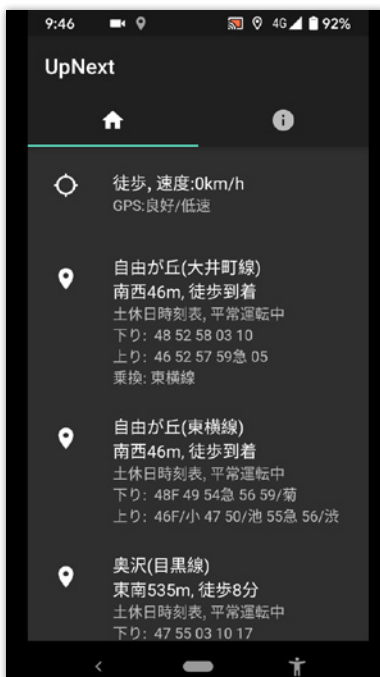 9:46 4G 92%
UpNext
徒歩, 速度:0km/h
GPS:良好/低速
自由が丘(大井町線)
南西46m, 徒歩到着
土休日時刻表, 平常運転中
下り: 48 52 58 03 10
上り: 46 52 57 59急 05
乗換: 東横線
自由が丘(東横線)
南西46m, 徒歩到着
土休日時刻表, 平常運転中
下り: 48F 49 54急 56 59/菊
上り: 46F/小 47 50/池 55急 56/渋
奥沢(目黒線)
東南535m, 徒歩8分
土休日時刻表, 平常運転中
下り: 47 55 03 10 17